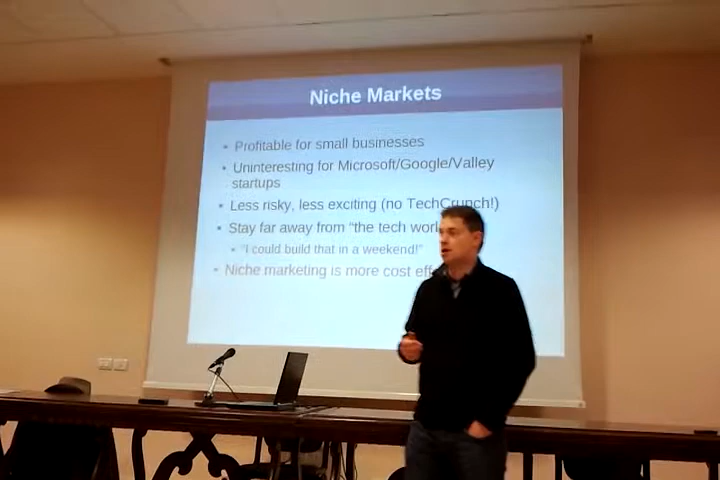 Niche Markets
• Profitable for small businesses
• Uninteresting for Microsoft/Google/Valley
startups
• Less risky, less exciting (no TechCrunch!)
• Stay far away from "the tech
• "I could build that in a weekend!"
• Niche marketing is more cost